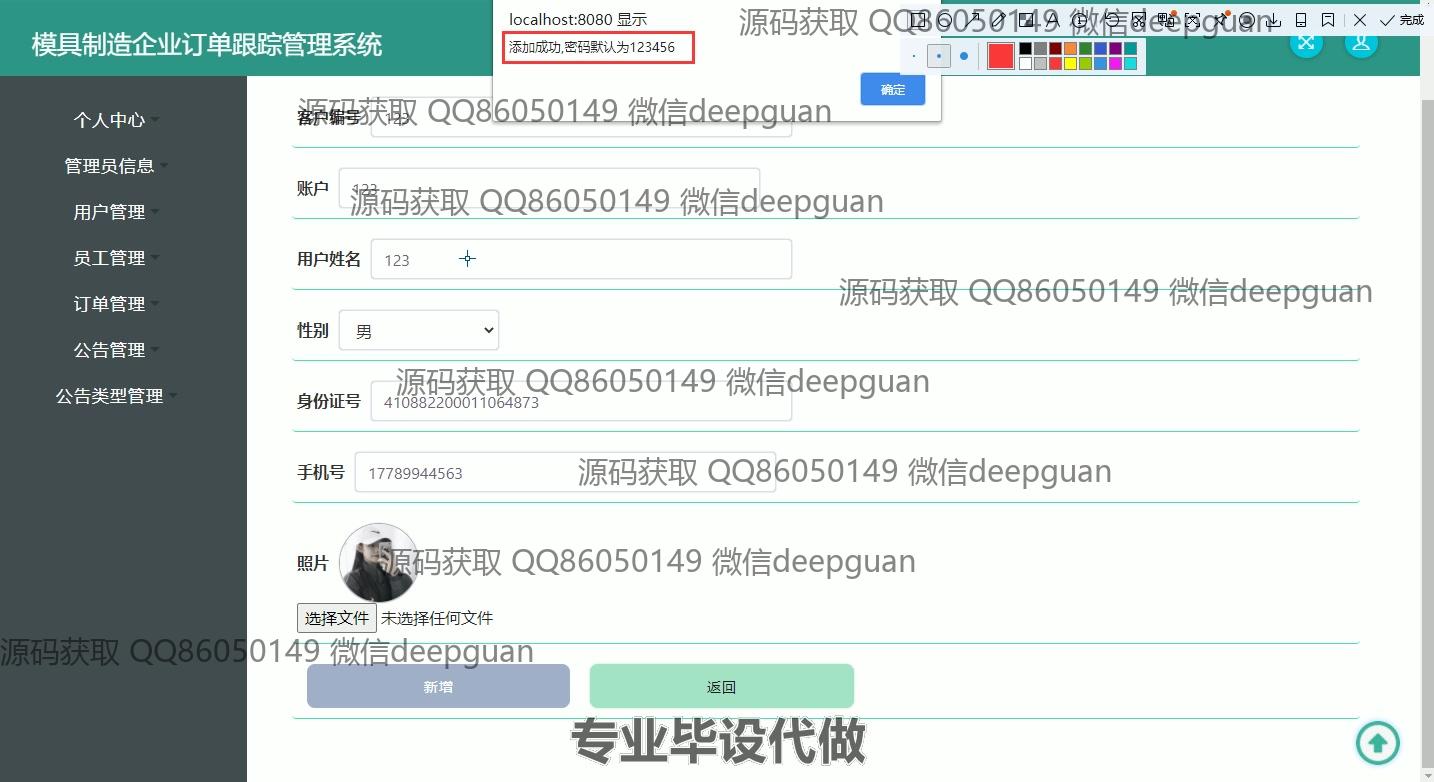 localhost:8080 显示
添加成功,密码默认为123456
确定
完成
模具制造企业订单跟踪管理系统
源码获取 QQ86050149 微信deepguan
个人中心
管理员信息
用户管理
员工管理
订单管理
公告管理
公告类型管理
客户编号 123
源码获取 QQ86050149 微信deepguan
账户 123
源码获取 QQ86050149 微信deepguan
用户姓名 123
源码获取 QQ86050149 微信deepguan
性别 男
源码获取 QQ86050149 微信deepguan
身份证号 410882200011064873
手机号 17789944563
源码获取 QQ86050149 微信deepguan
照片
源码获取 QQ86050149 微信deepguan
选择文件 未选择任何文件
源码获取 QQ86050149 微信deepguan
新增 返回
专业毕设代做